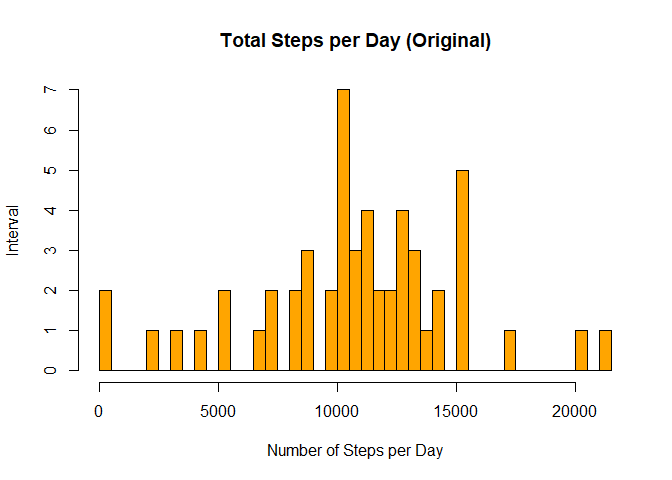 Total Steps per Day (Original)
Interval
7
6
5
4
3
2
1
0
0 5000 10000 15000 20000
Number of Steps per Day